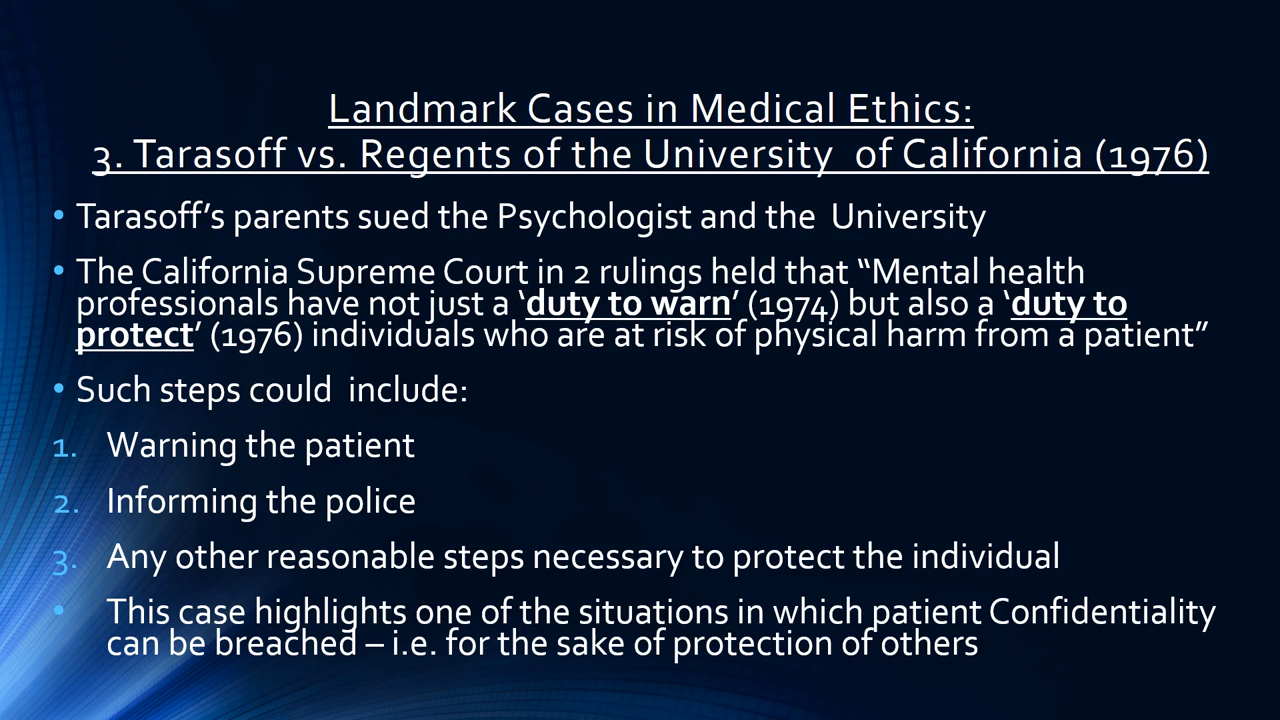 Landmark Cases in Medical Ethics:
3. Tarasoff vs. Regents of the University  of California (1976)
• Tarasoff’s parents sued the Psychologist and the  University
• The California Supreme Court in 2 rulings held that “Mental health
professionals have not just a ‘duty to warn’ (1974) but also a ‘duty to
protect’ (1976) individuals who are at risk of physical harm from a patient”
• Such steps could  include:
1. Warning the patient
2. Informing the police
3. Any other reasonable steps necessary to protect the individual
• This case highlights one of the situations in which patient Confidentiality
can be breached – i.e. for the sake of protection of others